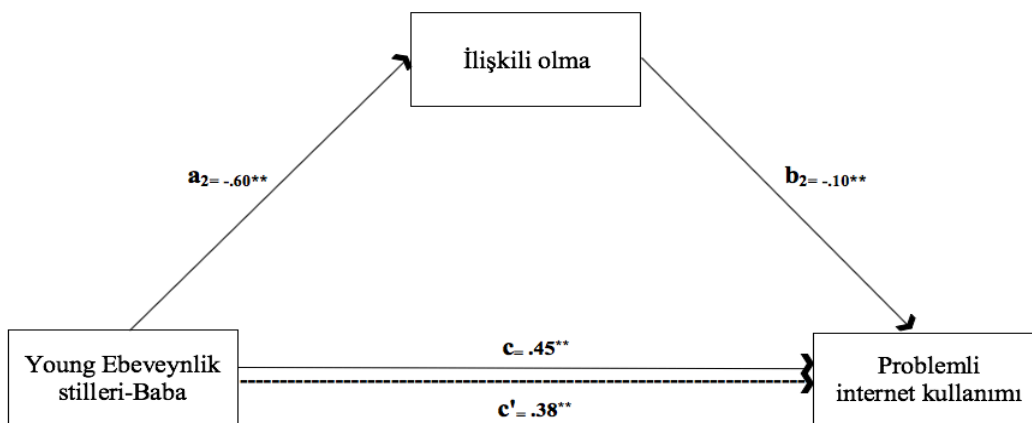 İlişkili olma
a2= -.60**
b2= -.10**
Young Ebeveynlik
stilleri-Baba
c= .45**
c'= .38**
Problemli
internet kullanımı